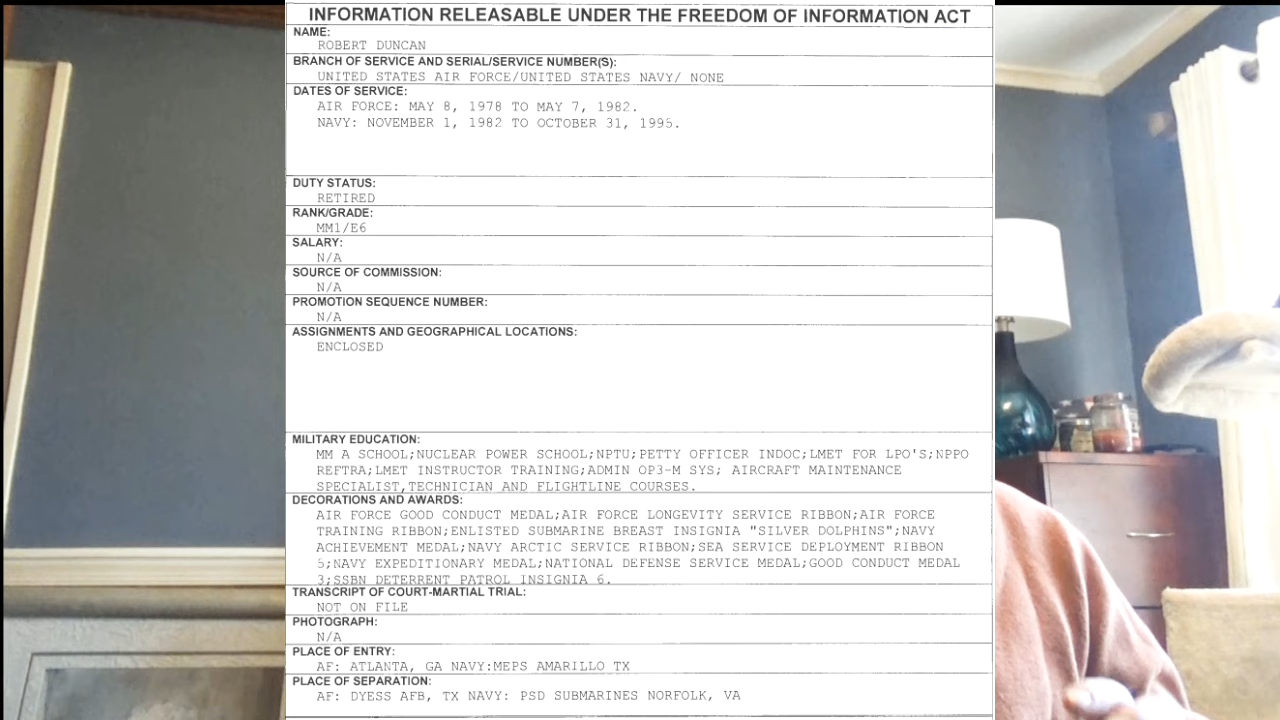 INFORMATION RELEASABLE UNDER THE FREEDOM OF INFORMATION ACT
NAME:
ROBERT DUNCAN
BRANCH OF SERVICE AND SERIAL/SERVICE NUMBER(S):
UNITED STATES AIR FORCE/UNITED STATES NAVY/ NONE
DATES OF SERVICE:
AIR FORCE: MAY 8, 1978 TO MAY 7, 1982.
NAVY: NOVEMBER 1, 1982 TO OCTOBER 31, 1995.
DUTY STATUS:
RETIRED
RANK/GRADE:
MM1/E6
SALARY:
N/A
SOURCE OF COMMISSION:
N/A
PROMOTION SEQUENCE NUMBER:
N/A
ASSIGNMENTS AND GEOGRAPHICAL LOCATIONS:
ENCLOSED
MILITARY EDUCATION:
MM A SCHOOL;NUCLEAR POWER SCHOOL;NPTU;PETTY OFFICER INDOC;LMET FOR LPO'S;NPPO
REFTRA;LMET INSTRUCTOR TRAINING;ADMIN OP3-M SYS; AIRCRAFT MAINTENANCE
SPECIALIST,TECHNICIAN AND FLIGHTLINE COURSES.
DECORATIONS AND AWARDS:
AIR FORCE GOOD CONDUCT MEDAL;AIR FORCE LONGEVITY SERVICE RIBBON;AIR FORCE
TRAINING RIBBON;ENLISTED SUBMARINE BREAST INSIGNIA "SILVER DOLPHINS";NAVY
ACHIEVEMENT MEDAL;NAVY ARCTIC SERVICE RIBBON;SEA SERVICE DEPLOYMENT RIBBON
5;NAVY EXPEDITIONARY MEDAL;NATIONAL DEFENSE SERVICE MEDAL;GOOD CONDUCT MEDAL
3;SSBN DETERRENT PATROL INSIGNIA 6.
TRANSCRIPT OF COURT-MARTIAL TRIAL:
NOT ON FILE
PHOTOGRAPH:
N/A
PLACE OF ENTRY:
AF: ATLANTA, GA NAVY:MEPS AMARILLO TX
PLACE OF SEPARATION:
AF: DYESS AFB, TX NAVY: PSD SUBMARINES NORFOLK, VA